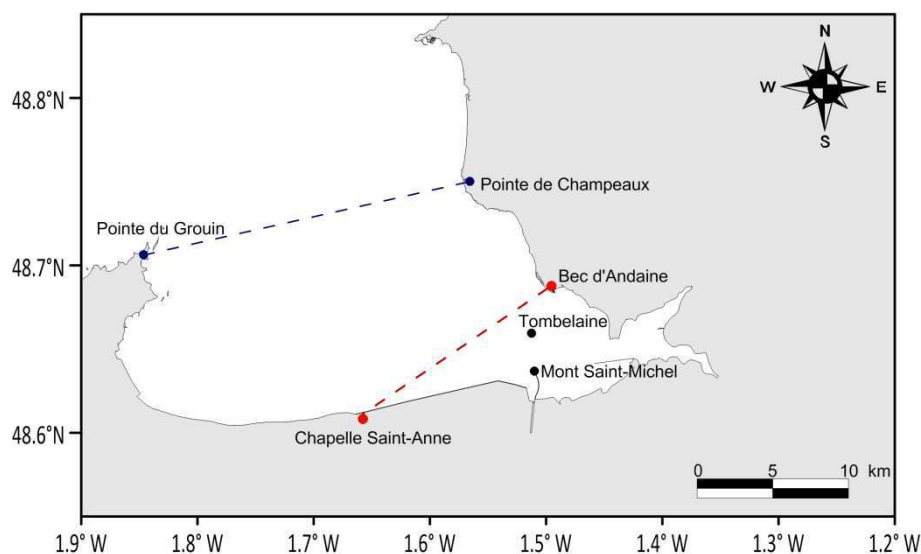 N
W E
S
48.8°N
Pointe de Champeaux
Pointe du Grouin
48.7°N
Bec d'Andaine
Tombelaine
Mont Saint-Michel
48.6°N
Chapelle Saint-Anne
0 5 10 km
1.9°W 1.8°W 1.7°W 1.6°W 1.5°W 1.4°W 1.3°W 1.2°W